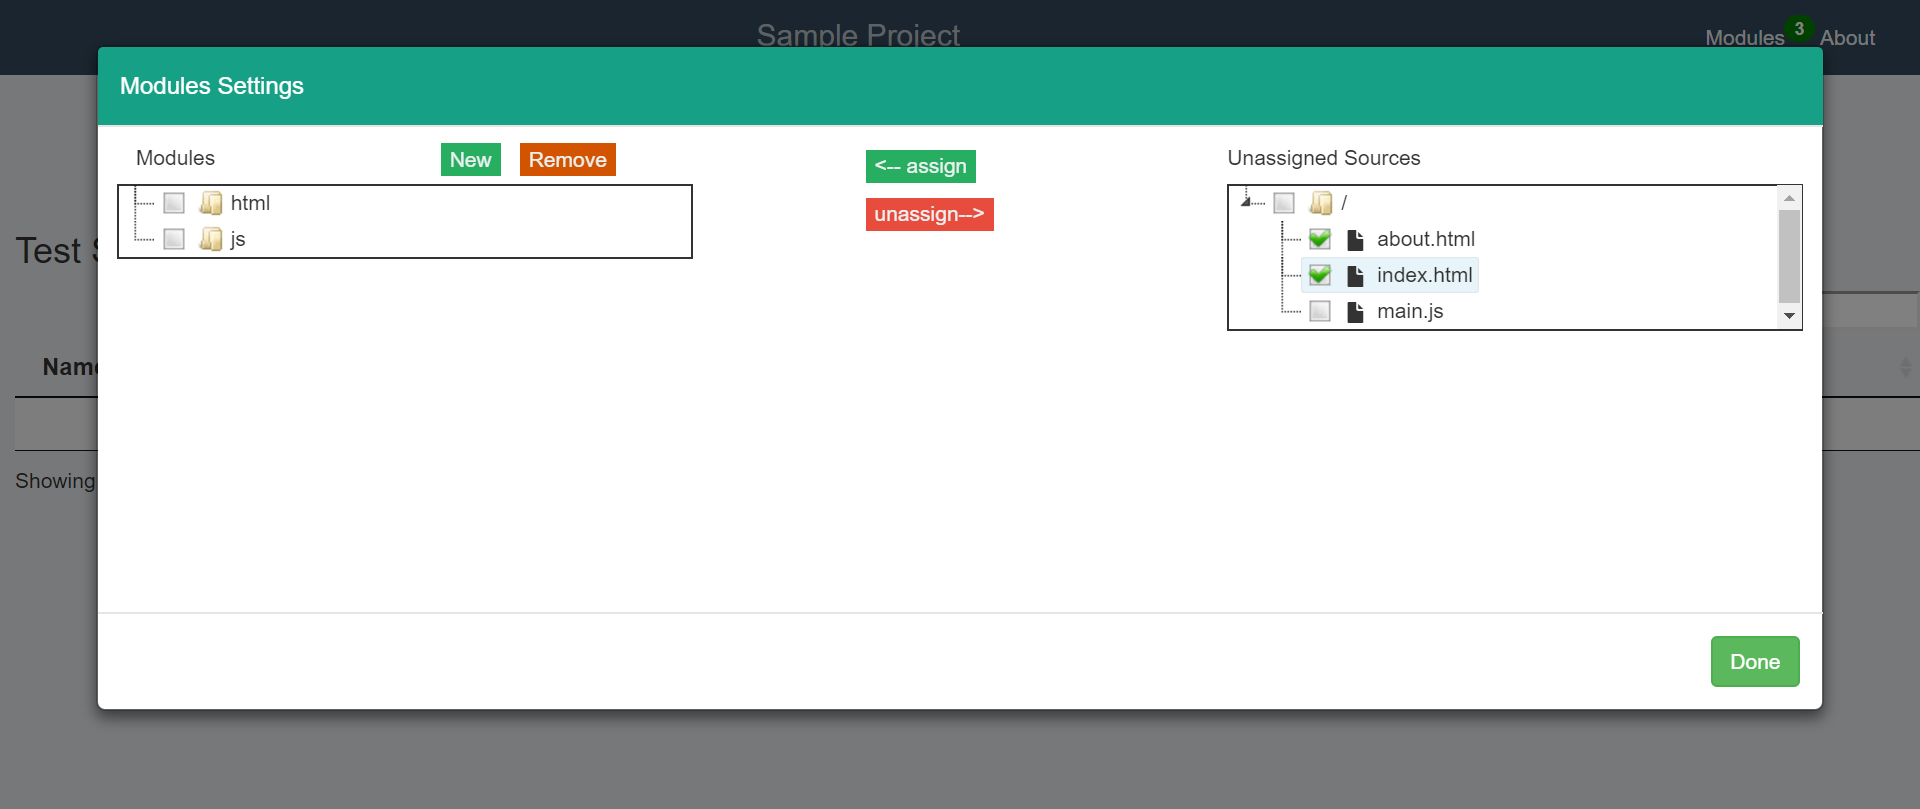 Sample Project
Modules 3 About
Modules Settings
Modules New Remove
<-- assign
Unassigned Sources
html
js
unassign-->
/
about.html
index.html
main.js
Test
Name
Showing
Done